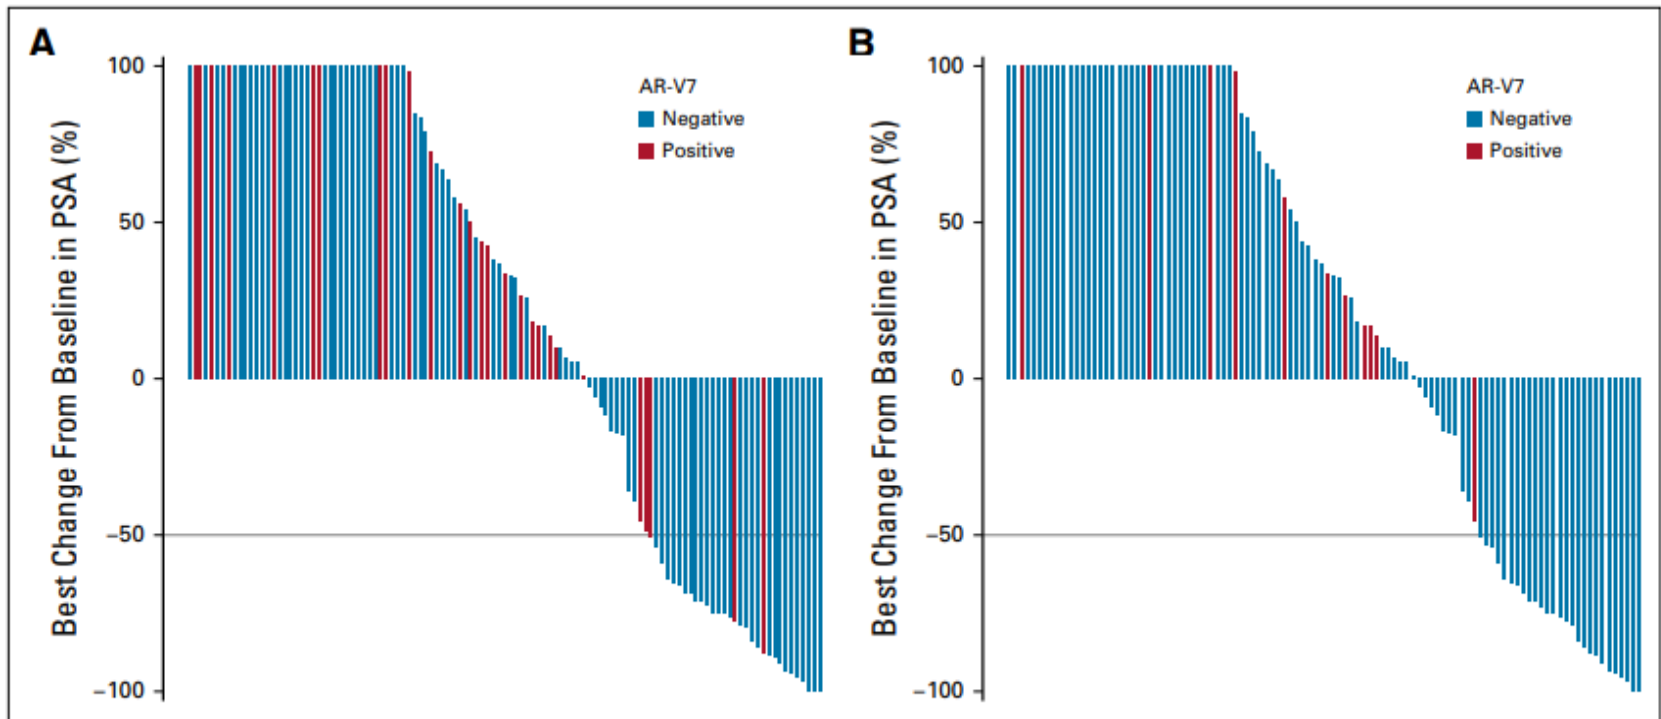 A
Best Change From Baseline in PSA (%)
100
50
0
–50
–100
AR-V7
Negative
Positive
B
Best Change From Baseline in PSA (%)
100
50
0
–50
–100
AR-V7
Negative
Positive